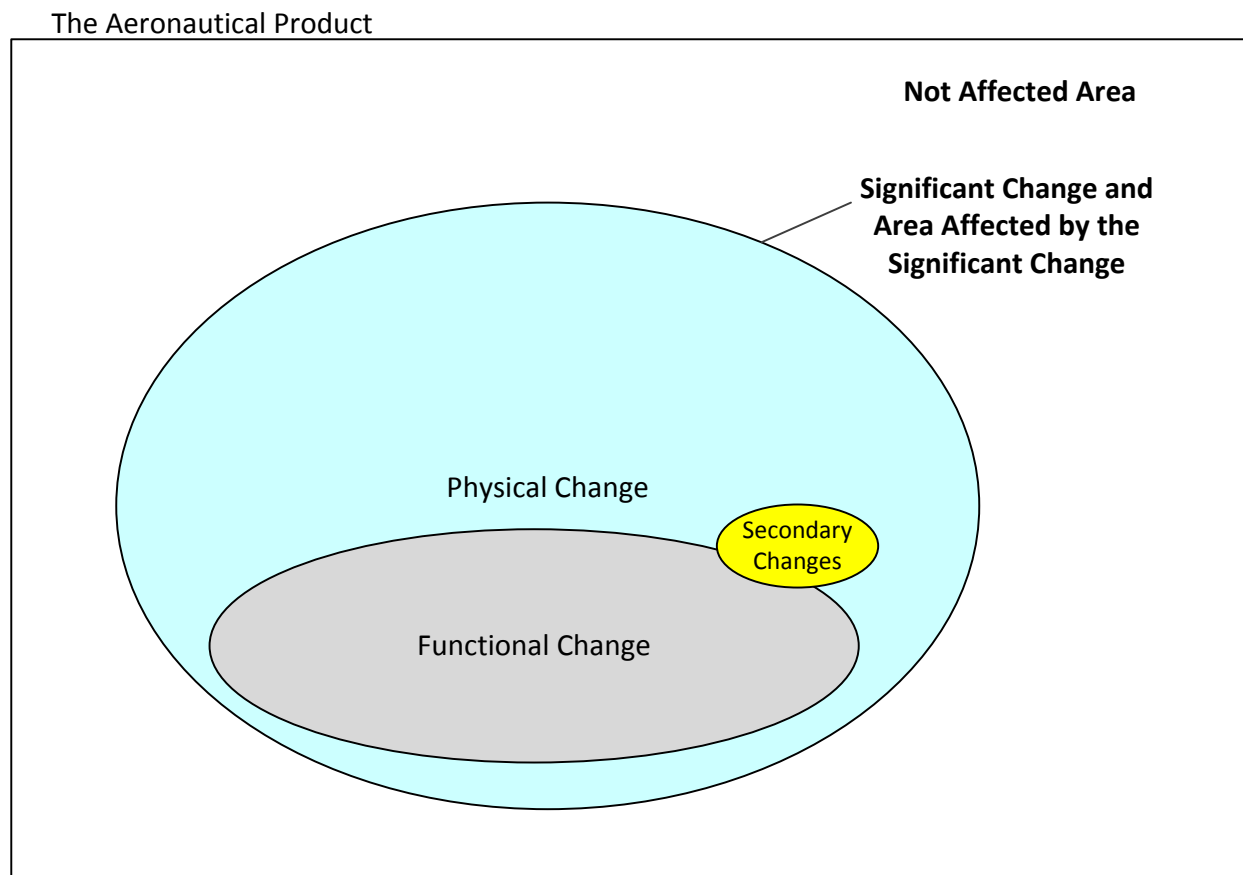 The Aeronautical Product
Not Affected Area
Significant Change and
Area Affected by the
Significant Change
Physical Change
Secondary
Changes
Functional Change